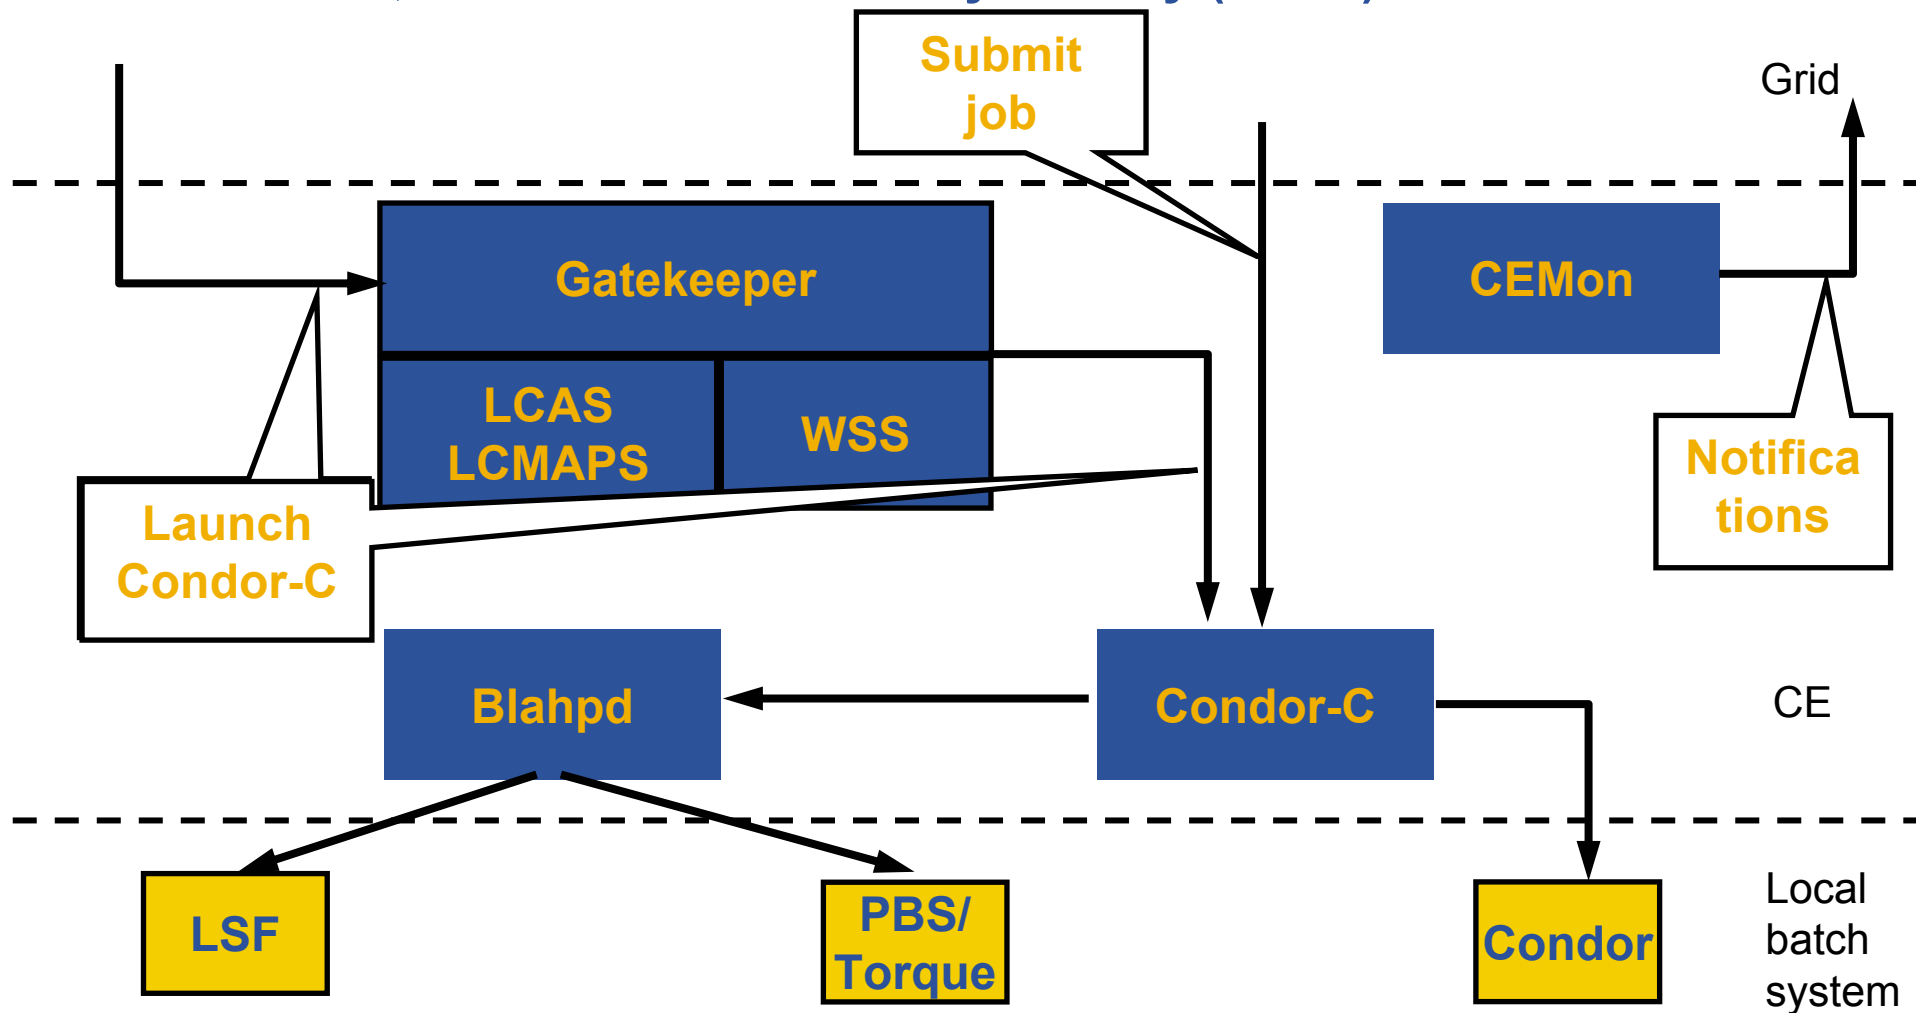 Submit
job
Grid
Gatekeeper
CEMon
LCAS
LCMAPS
WSS
Notifica
tions
Launch
Condor-C
Blahpd
Condor-C
CE
LSF
PBS/
Torque
Condor
Local
batch
system